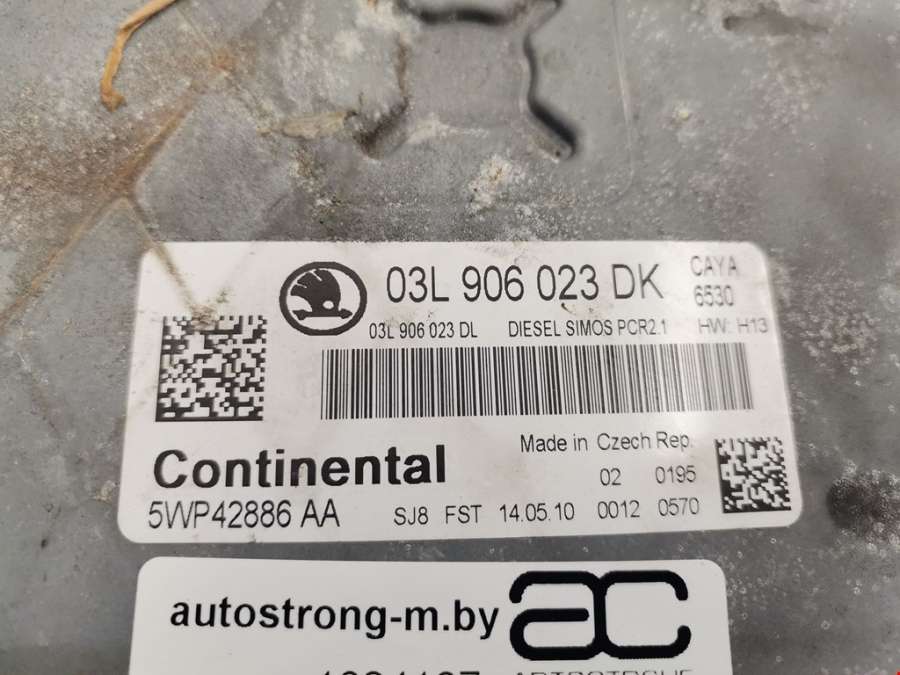 03L 906 023 DK
CAYA
6530
03L 906 023 DL DIESEL SIMOS PCR2.1 HW: H13
Made in Czech Rep.
Continental
02 0195
5WP42886 AA SJ8 FST 14.05.10 0012 0570
autostrong-m.by
ac